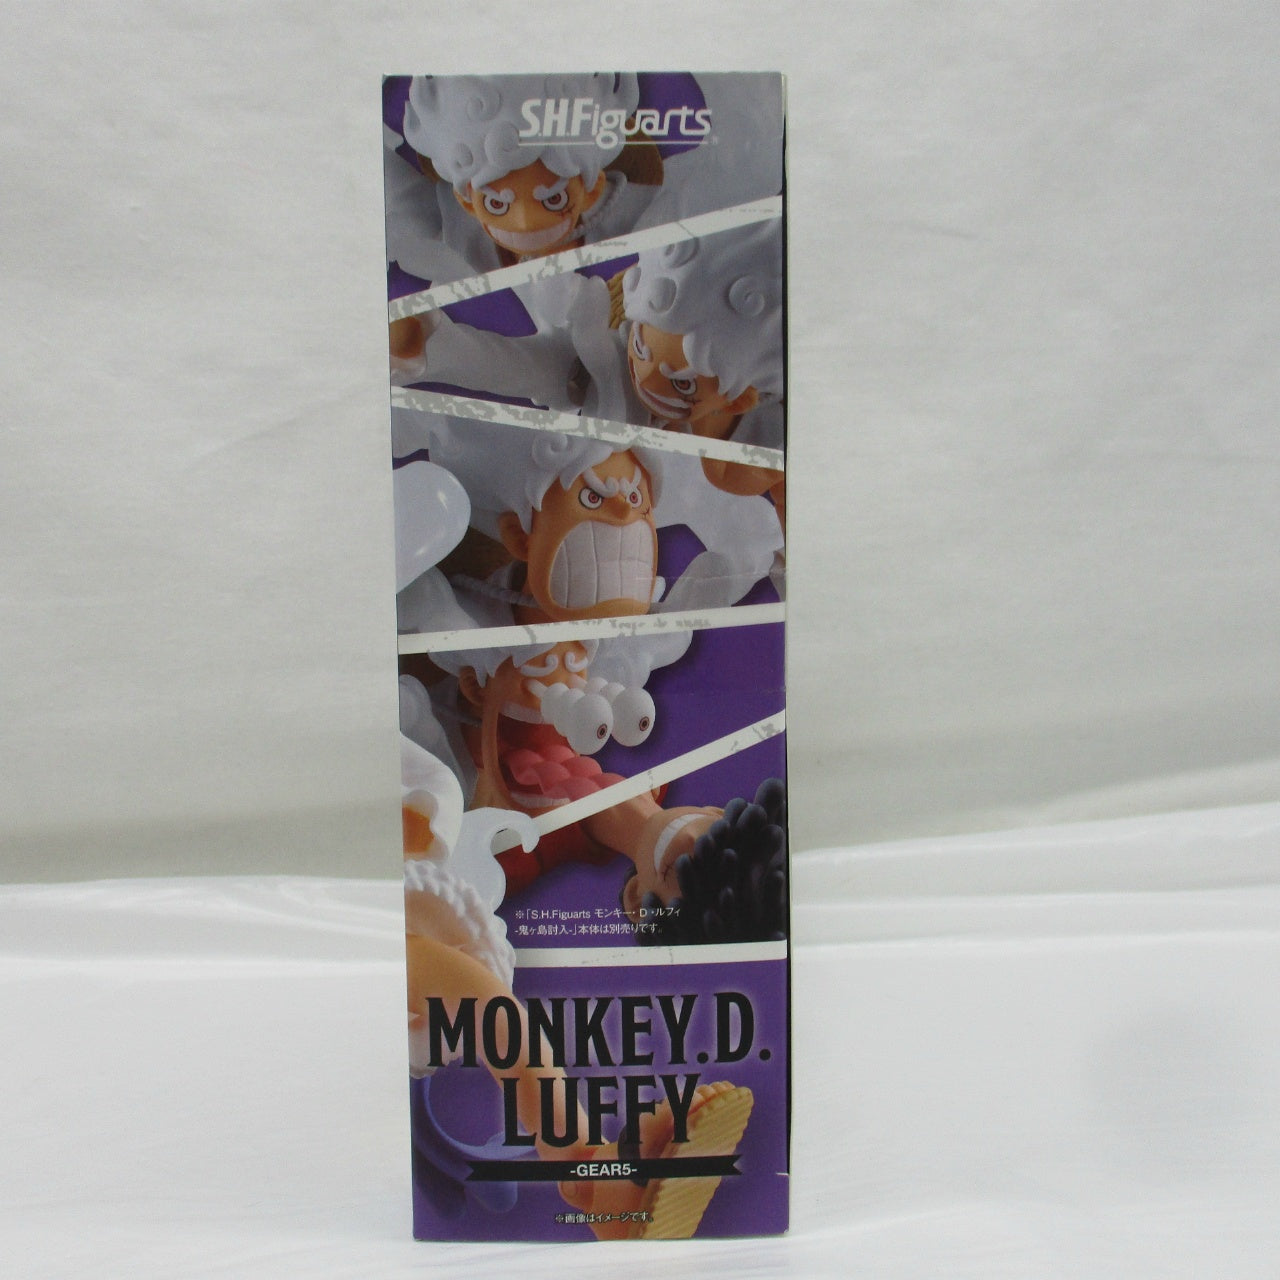 S.H.Figuarts
※「S.H.Figuarts モンキー・D・ルフィ
-鬼ヶ島討入-」本体は別売りです。
MONKEY.D.
LUFFY
-GEAR5-
※画像はイメージです。